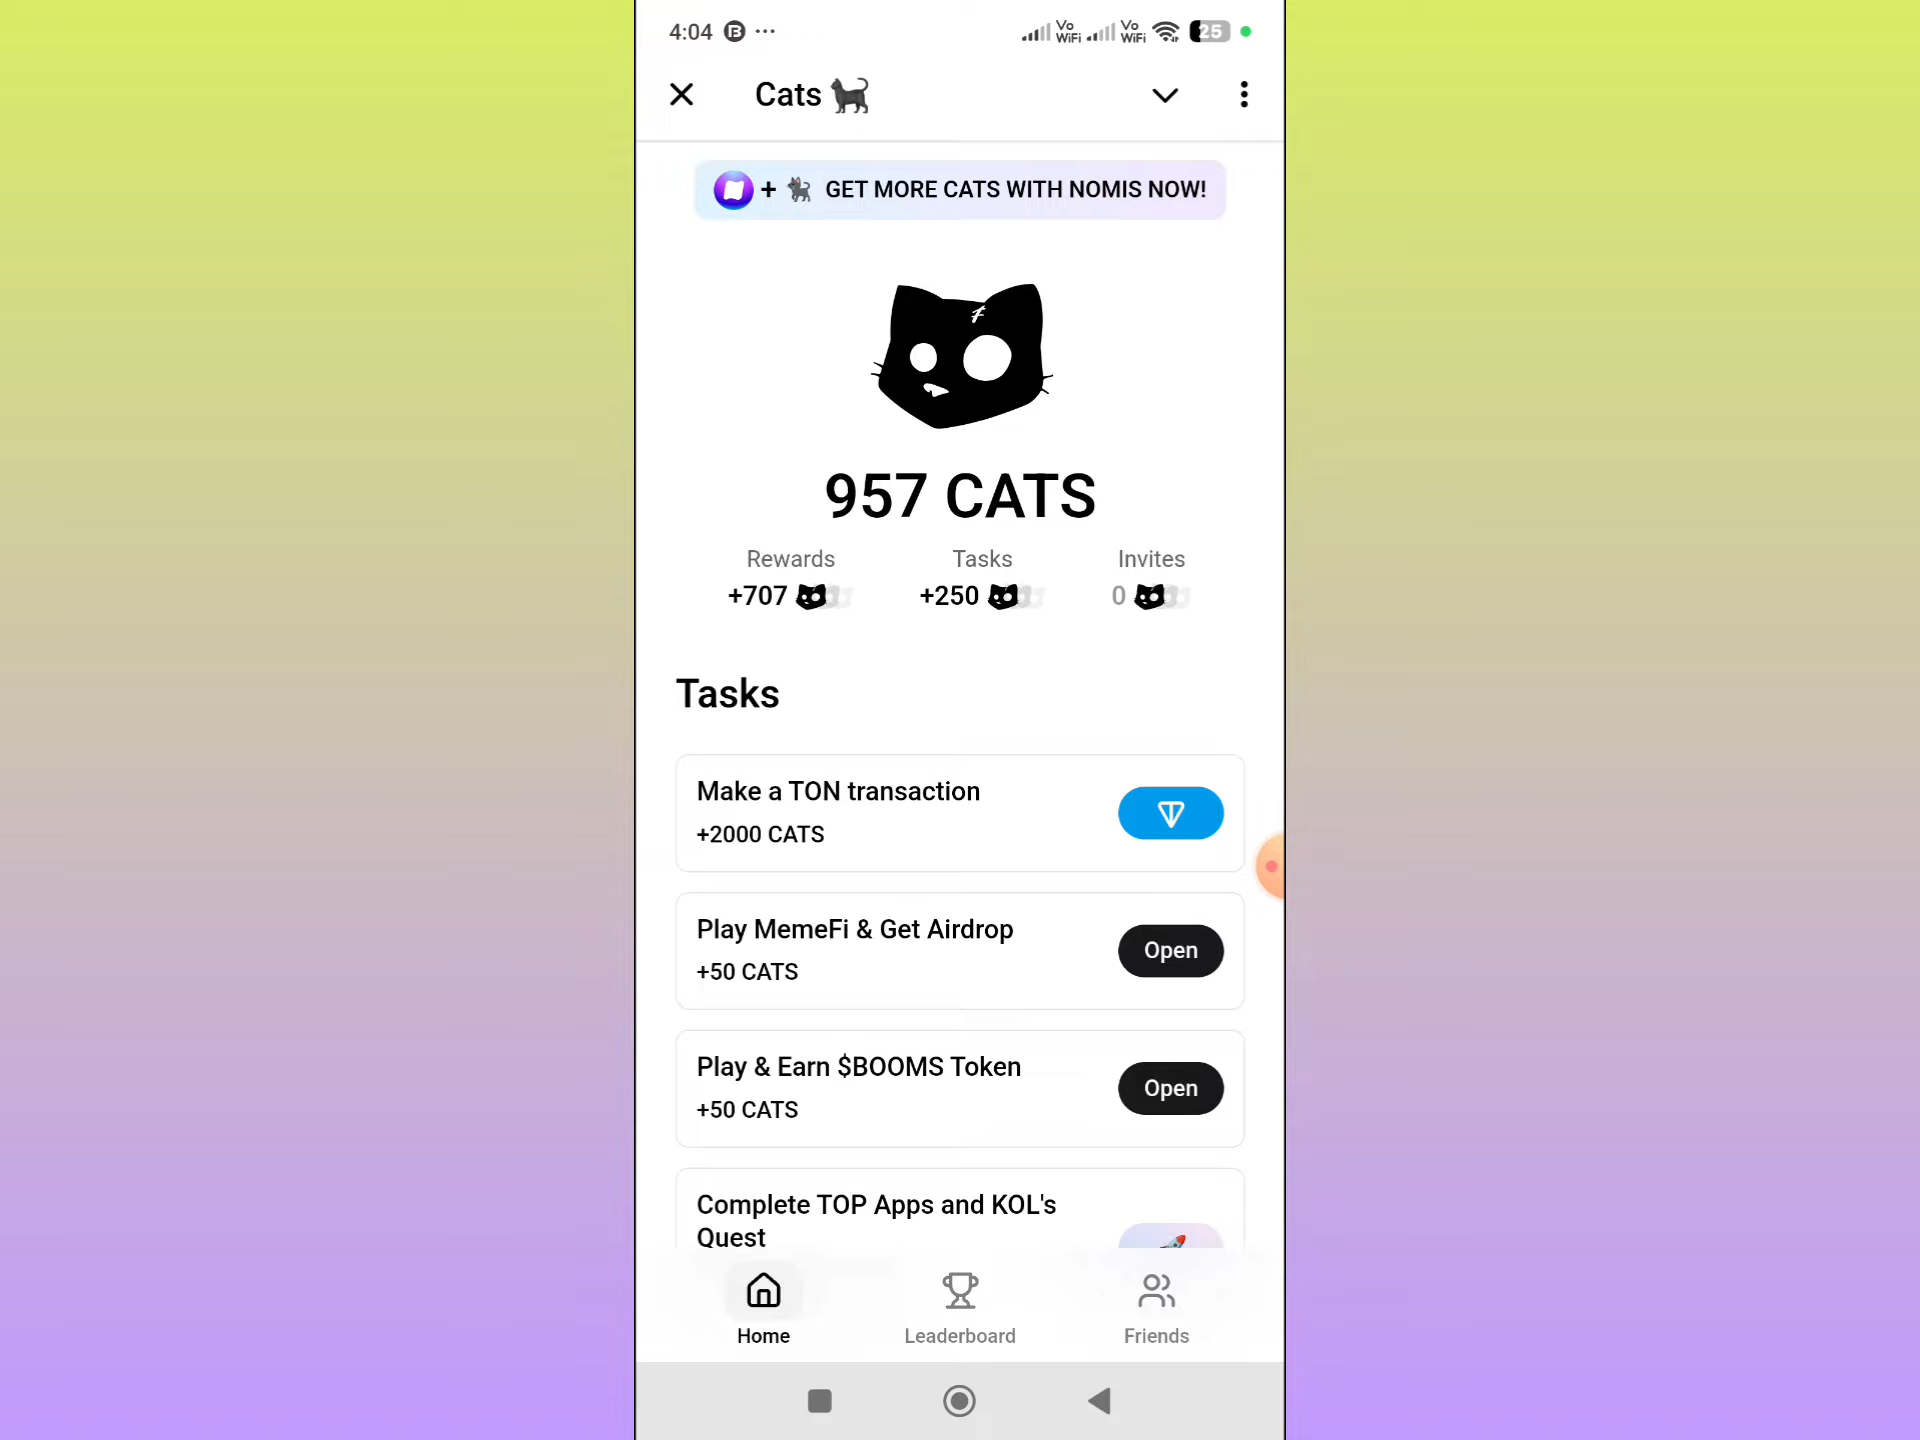 4:04
Vo WiFi
Vo WiFi
25
Cats
+ GET MORE CATS WITH NOMIS NOW!
957 CATS
Rewards Tasks Invites
+707 +250 0
Tasks
Make a TON transaction
+2000 CATS
Play MemeFi & Get Airdrop
+50 CATS
Open
Play & Earn $BOOMS Token
+50 CATS
Open
Complete TOP Apps and KOL's
Quest
Home Leaderboard Friends